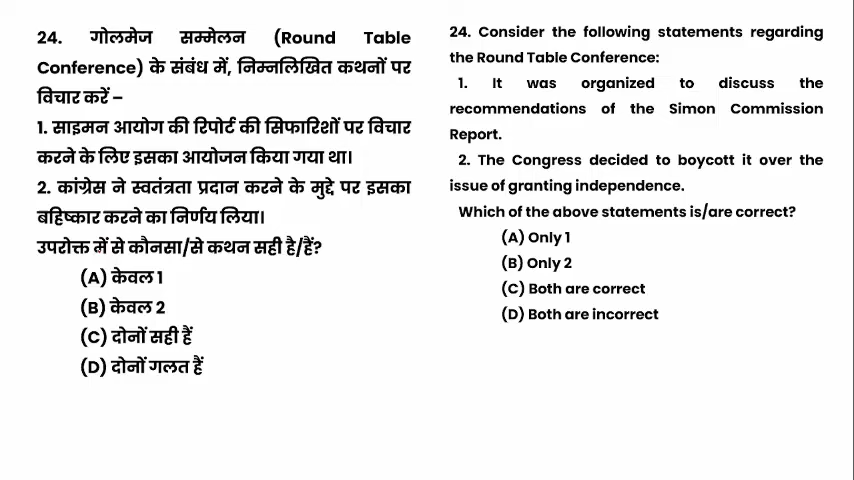 24. गोलमेज सम्मेलन (Round Table
Conference) के संबंध में, निम्नलिखित कथनों पर
विचार करें –
1. साइमन आयोग की रिपोर्ट की सिफारिशों पर विचार
करने के लिए इसका आयोजन किया गया था।
2. कांग्रेस ने स्वतंत्रता प्रदान करने के मुद्दे पर इसका
बहिष्कार करने का निर्णय लिया।
उपरोक्त में से कौनसा/से कथन सही है/हैं?
(A) केवल 1
(B) केवल 2
(C) दोनों सही हैं
(D) दोनों गलत हैं
24. Consider the following statements regarding
the Round Table Conference:
1. It was organized to discuss the
recommendations of the Simon Commission
Report.
2. The Congress decided to boycott it over the
issue of granting independence.
Which of the above statements is/are correct?
(A) Only 1
(B) Only 2
(C) Both are correct
(D) Both are incorrect